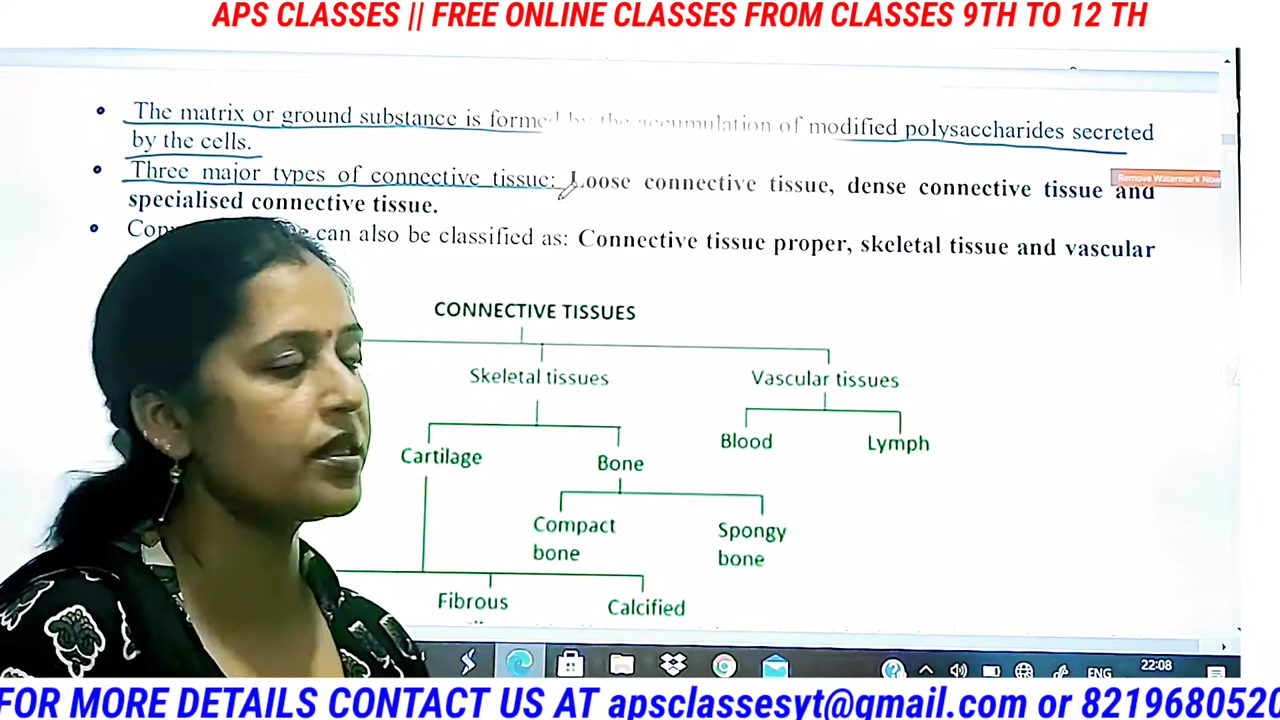 APS CLASSES || FREE ONLINE CLASSES FROM CLASSES 9TH TO 12 TH
• The matrix or ground substance is formed by the accumulation of modified polysaccharides secreted
by the cells.
• Three major types of connective tissue: Loose connective tissue, dense connective tissue and
Remove Watermark Now
specialised connective tissue.
• can also be classified as: Connective tissue proper, skeletal tissue and vascular
CONNECTIVE TISSUES
Skeletal tissues
Vascular tissues
Blood
Lymph
Cartilage
Bone
Compact
bone
Spongy
bone
Fibrous
Calcified
ENG
22:08
FOR MORE DETAILS CONTACT US AT apsclassesyt@gmail.com or 8219680520